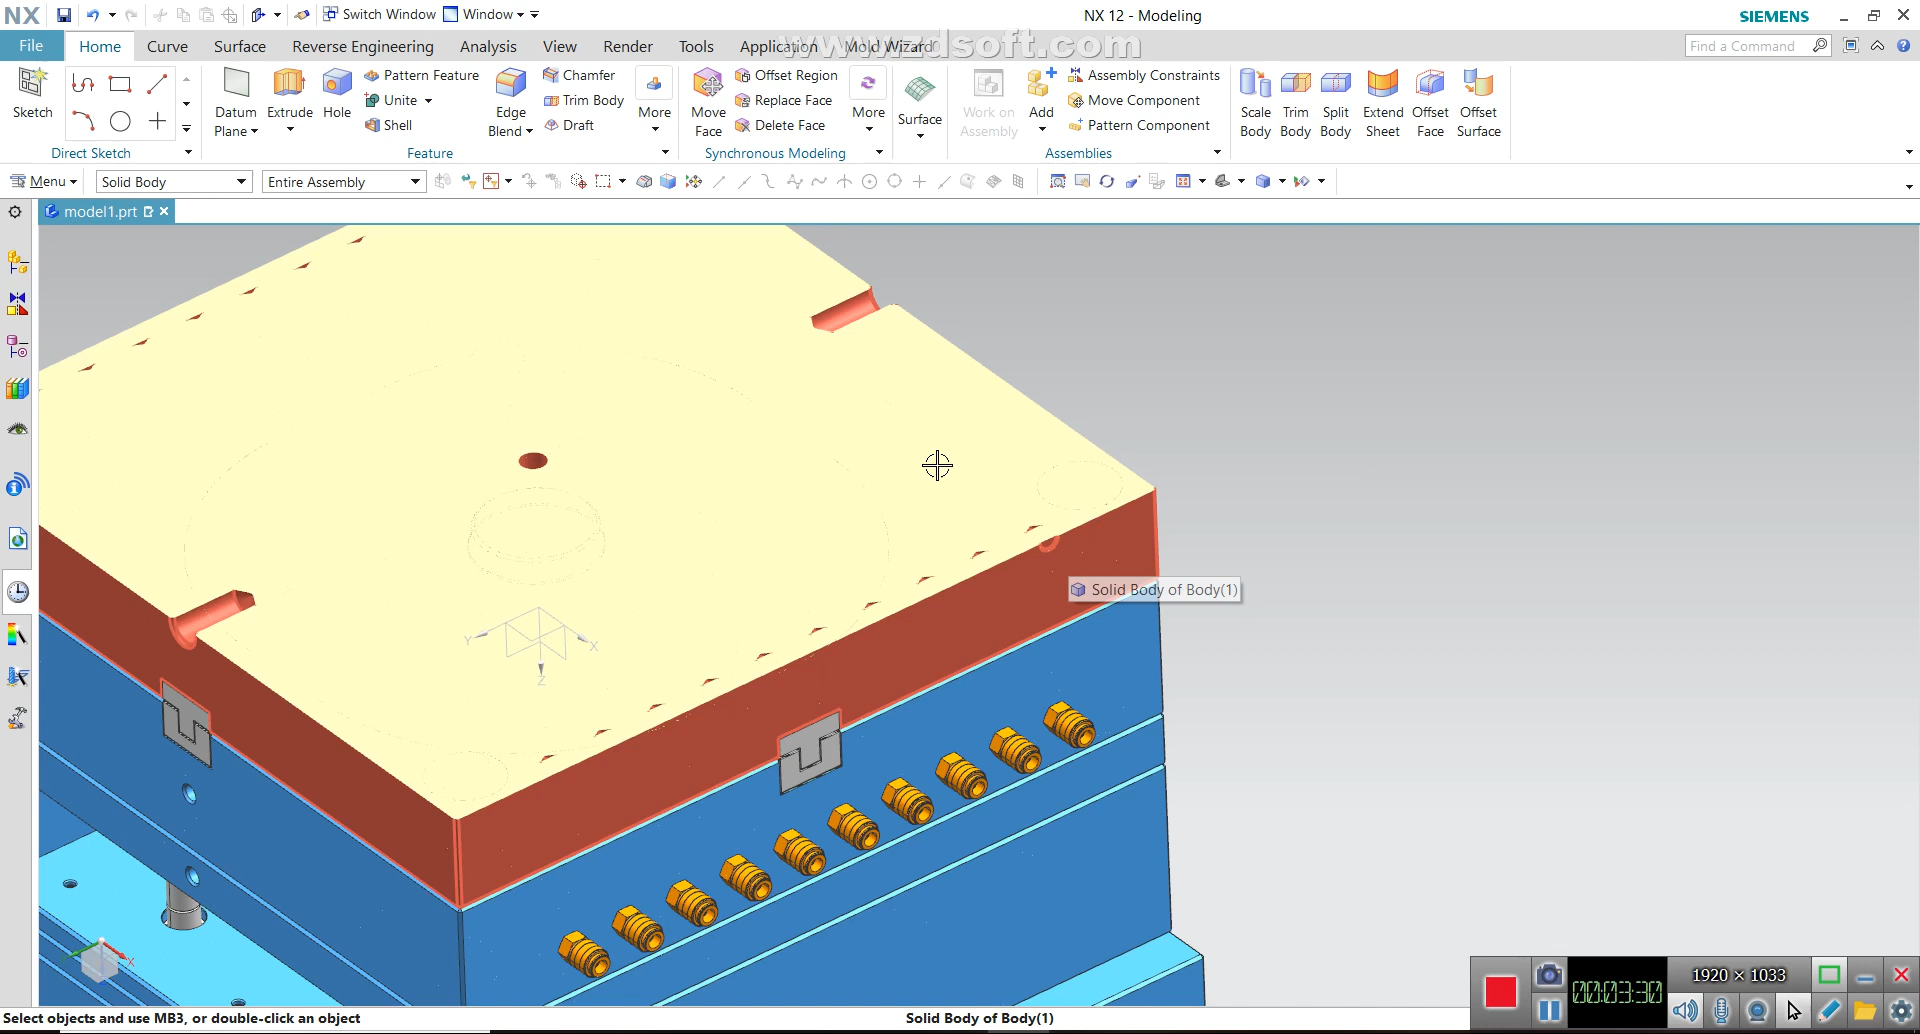 NX
Switch Window
Window
NX 12 - Modeling
SIEMENS
File
Home
Curve
Surface
Reverse Engineering
Analysis
View
Render
Tools
Application
Mold Wizard
www.zdsoft.com
Find a Command
Sketch
Direct Sketch
Datum Plane
Extrude
Hole
Pattern Feature
Unite
Shell
Edge Blend
Chamfer
Trim Body
Draft
More
Feature
Move Face
Offset Region
Replace Face
Delete Face
More
Synchronous Modeling
Surface
Work on Assembly
Add
Assembly Constraints
Move Component
Pattern Component
Assemblies
Scale Body
Trim Body
Split Body
Extend Sheet
Offset Face
Offset Surface
Menu
Solid Body
Entire Assembly
model1.prt
Solid Body of Body(1)
Y
X
Z
X
1920 × 1033
00:03:30
Select objects and use MB3, or double-click an object
Solid Body of Body(1)